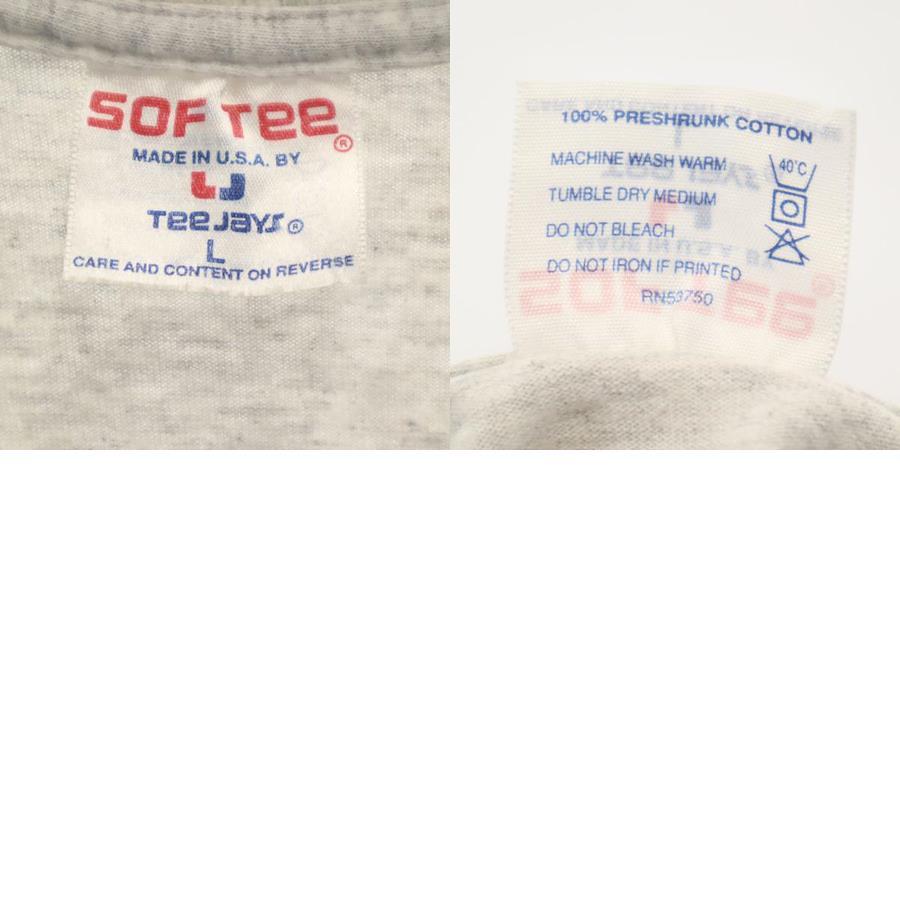 SOF TEE ®
MADE IN U.S.A. BY
TEE JAYS ®
L
CARE AND CONTENT ON REVERSE
100% PRESHRUNK COTTON
MACHINE WASH WARM
40°C
TUMBLE DRY MEDIUM
DO NOT BLEACH
DO NOT IRON IF PRINTED
RN53750